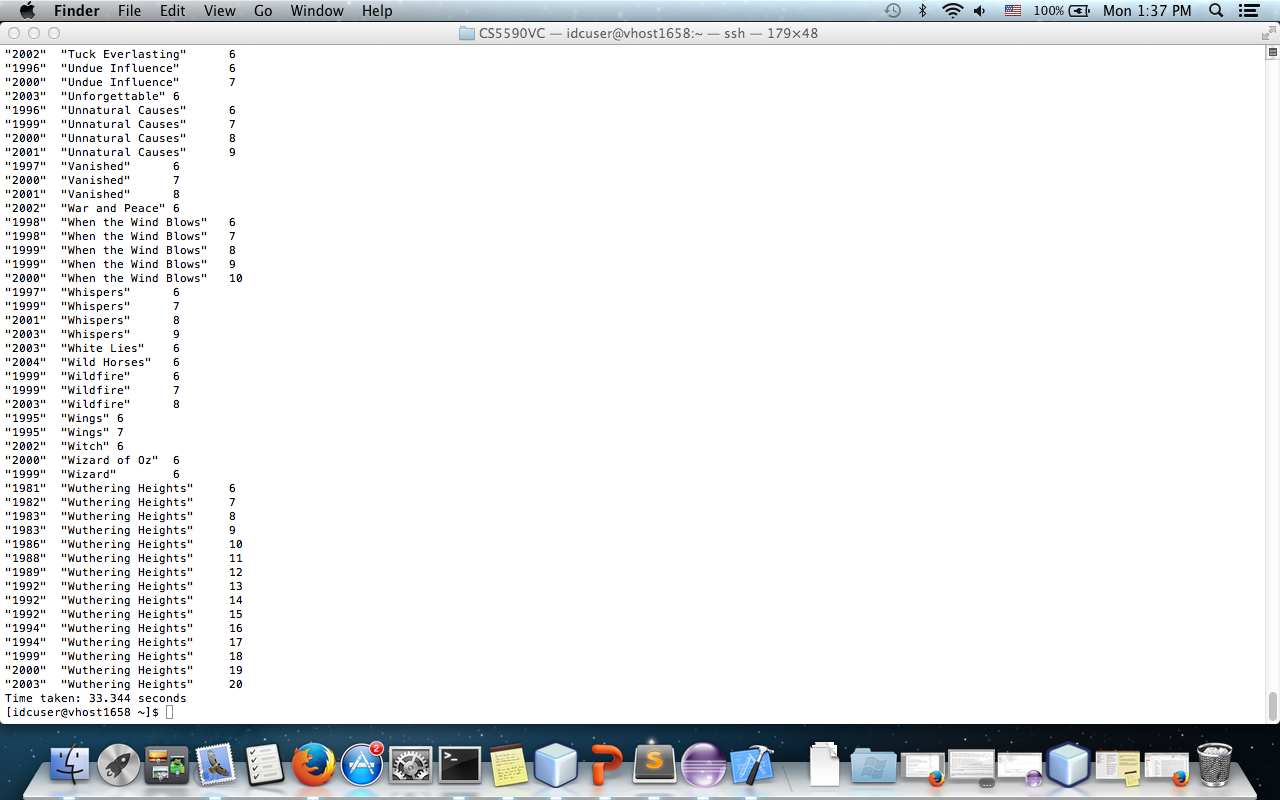 Finder File Edit View Go Window Help 100% Mon 1:37 PM
CS5590VC — idcuser@vhost1658:~ — ssh — 179×48
"2002" "Tuck Everlasting" 6
"1996" "Undue Influence" 6
"2000" "Undue Influence" 7
"2003" "Unforgettable" 6
"1996" "Unnatural Causes" 6
"1999" "Unnatural Causes" 7
"2000" "Unnatural Causes" 8
"2001" "Unnatural Causes" 9
"1997" "Vanished" 6
"2000" "Vanished" 7
"2001" "Vanished" 8
"2002" "War and Peace" 6
"1998" "When the Wind Blows" 6
"1998" "When the Wind Blows" 7
"1999" "When the Wind Blows" 8
"1999" "When the Wind Blows" 9
"2000" "When the Wind Blows" 10
"1997" "Whispers" 6
"1999" "Whispers" 7
"2001" "Whispers" 8
"2003" "Whispers" 9
"2003" "White Lies" 6
"2004" "Wild Horses" 6
"1999" "Wildfire" 6
"1999" "Wildfire" 7
"2003" "Wildfire" 8
"1995" "Wings" 6
"1995" "Wings" 7
"2002" "Witch" 6
"2000" "Wizard of Oz" 6
"1999" "Wizard" 6
"1981" "Wuthering Heights" 6
"1982" "Wuthering Heights" 7
"1983" "Wuthering Heights" 8
"1983" "Wuthering Heights" 9
"1986" "Wuthering Heights" 10
"1988" "Wuthering Heights" 11
"1989" "Wuthering Heights" 12
"1992" "Wuthering Heights" 13
"1992" "Wuthering Heights" 14
"1992" "Wuthering Heights" 15
"1994" "Wuthering Heights" 16
"1994" "Wuthering Heights" 17
"1999" "Wuthering Heights" 18
"2000" "Wuthering Heights" 19
"2003" "Wuthering Heights" 20
Time taken: 33.344 seconds
[idcuser@vhost1658 ~]$
2